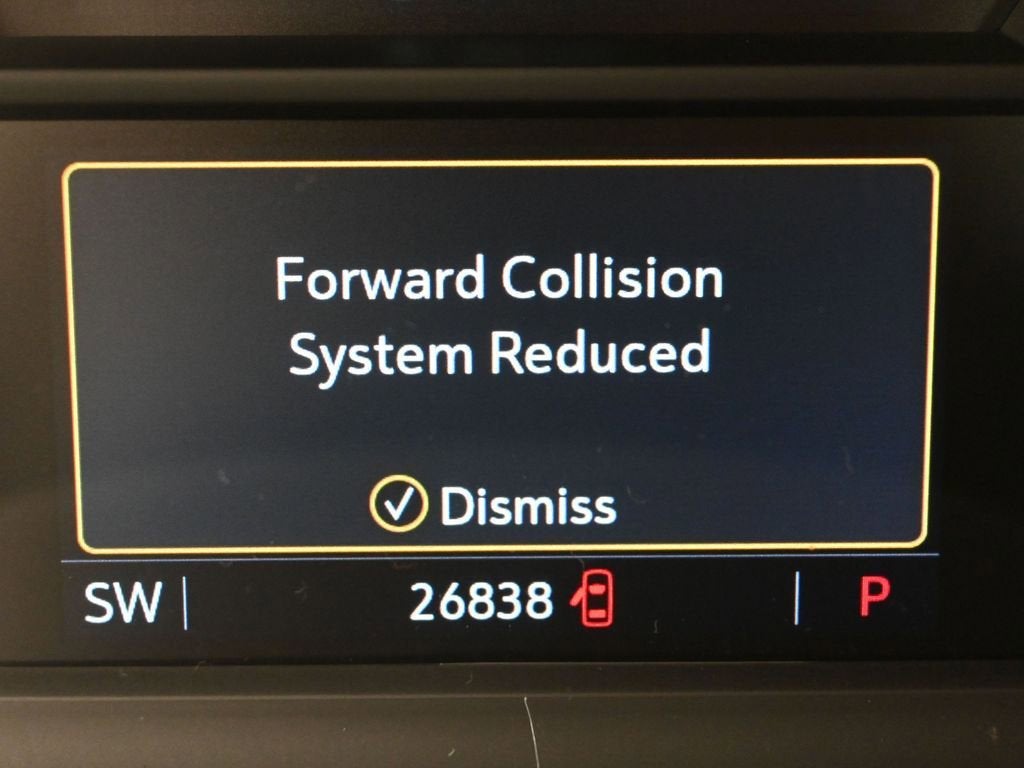 Forward Collision
System Reduced
Dismiss
SW 26838 P